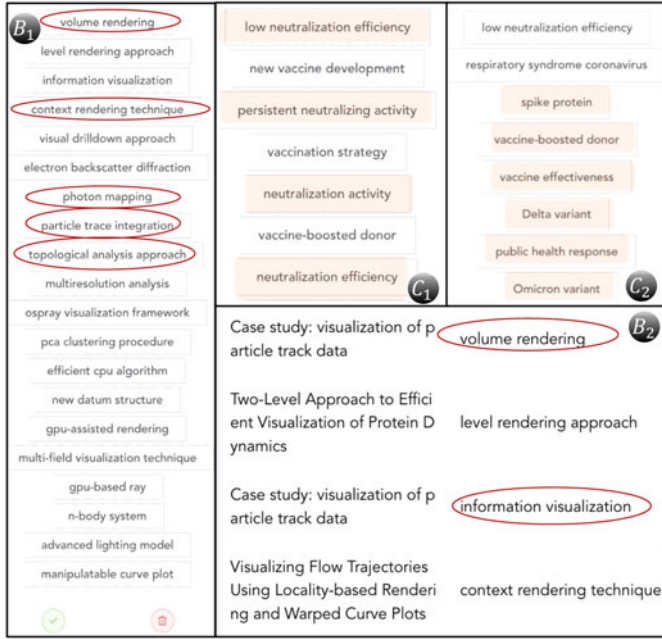 B1
volume rendering
level rendering approach
information visualization
context rendering technique
visual drilldown approach
electron backscatter diffraction
photon mapping
particle trace integration
topological analysis approach
multiresolution analysis
ospray visualization framework
pca clustering procedure
efficient cpu algorithm
new datum structure
gpu-assisted rendering
multi-field visualization technique
gpu-based ray
n-body system
advanced lighting model
manipulatable curve plot
low neutralization efficiency
new vaccine development
persistent neutralizing activity
vaccination strategy
neutralization activity
vaccine-boosted donor
neutralization efficiency
C1
low neutralization efficiency
respiratory syndrome coronavirus
spike protein
vaccine-boosted donor
vaccine effectiveness
Delta variant
public health response
Omicron variant
C2
B2
Case study: visualization of p
article track data
volume rendering
Two-Level Approach to Effici
ent Visualization of Protein D
ynamics
level rendering approach
Case study: visualization of p
article track data
information visualization
Visualizing Flow Trajectories
Using Locality-based Renderi
ng and Warped Curve Plots
context rendering technique